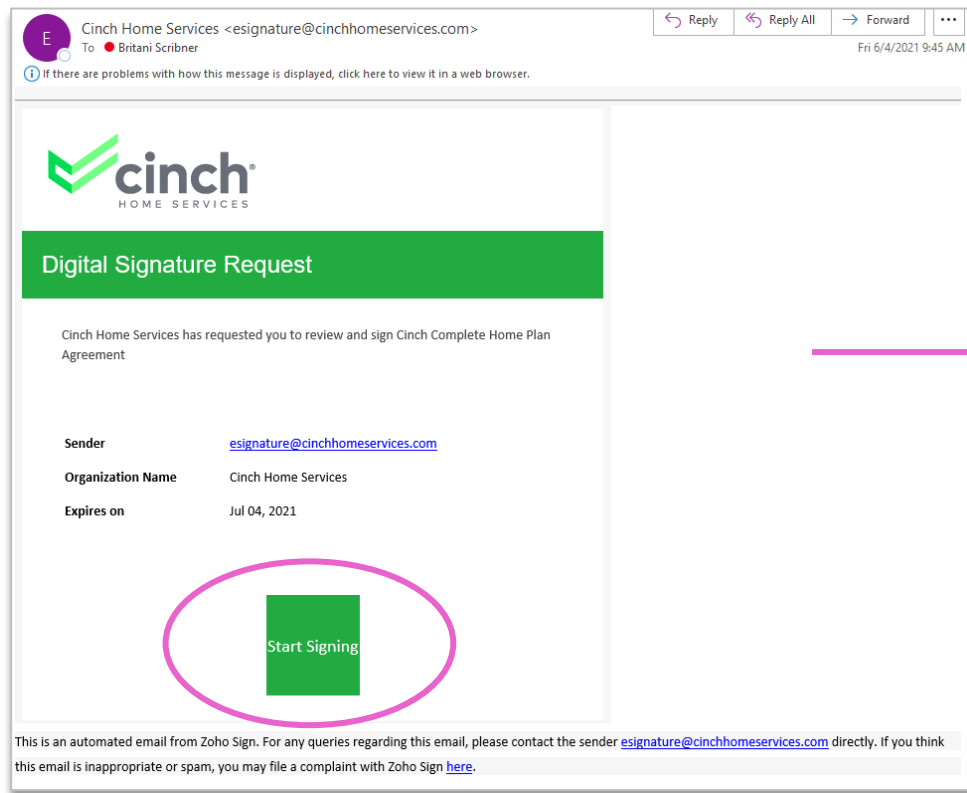 E
Cinch Home Services <esignature@cinchhomeservices.com>
Reply
Reply All
Forward
...
To Britani Scribner
Fri 6/4/2021 9:45 AM
i If there are problems with how this message is displayed, click here to view it in a web browser.
cinch®
HOME SERVICES
Digital Signature Request
Cinch Home Services has requested you to review and sign Cinch Complete Home Plan
Agreement
Sender esignature@cinchhomeservices.com
Organization Name Cinch Home Services
Expires on Jul 04, 2021
Start Signing
This is an automated email from Zoho Sign. For any queries regarding this email, please contact the sender esignature@cinchhomeservices.com directly. If you think
this email is inappropriate or spam, you may file a complaint with Zoho Sign here.